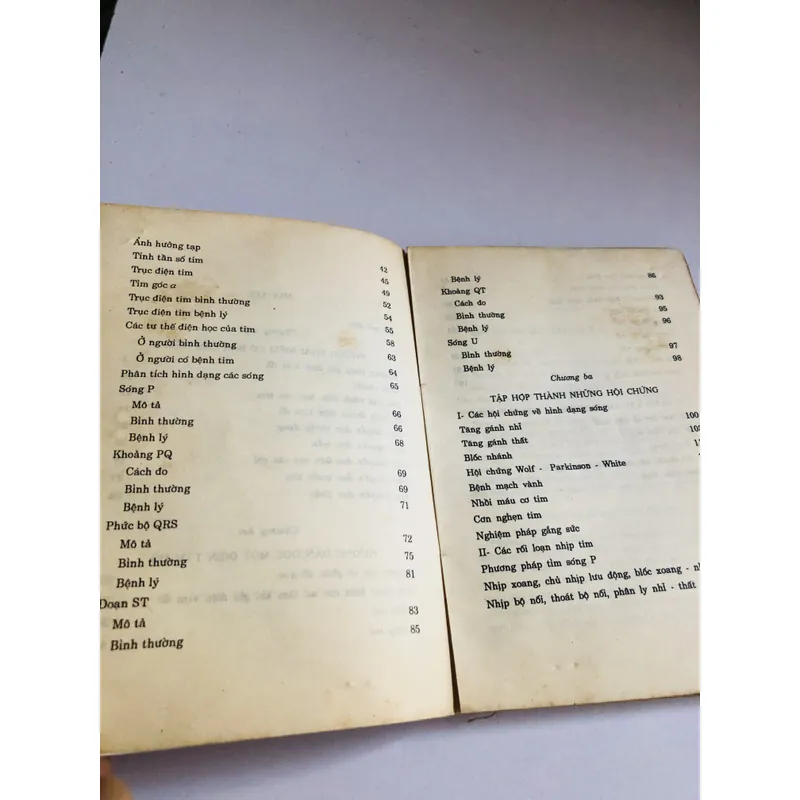 Ảnh hưởng tạp 42
Tính tần số tim 45
Trục điện tim 49
Tìm góc α 52
Trục điện tim bình thường 54
Trục điện tim bệnh lý 55
Các tư thế điện học của tim 58
Ở người bình thường 63
Ở người có bệnh tim 64
Phân tích hình dạng các sóng 65
Sóng P
Mô tả 66
Bình thường 66
Bệnh lý 68
Khoảng PQ
Cách đo 69
Bình thường 69
Bệnh lý 71
Phức bộ QRS
Mô tả 72
Bình thường 75
Bệnh lý 81
Đoạn ST
Mô tả 83
Bình thường 85
Bệnh lý 86
Khoảng QT
Cách đo 93
Bình thường 95
Bệnh lý 96
Sóng U
Bình thường 97
Bệnh lý 98
Chương ba
TẬP HỢP THÀNH NHỮNG HỘI CHỨNG
I- Các hội chứng về hình dạng sóng
Tăng gánh nhĩ 100
Tăng gánh thất
Blốc nhánh
Hội chứng Wolf - Parkinson - White
Bệnh mạch vành
Nhồi máu cơ tim
Cơn nghẹn tim
Nghiệm pháp gắng sức
II- Các rối loạn nhịp tim
Phương pháp tìm sóng P
Nhịp xoang, chủ nhịp lưu động, blốc xoang -
Nhịp bộ nối, thoát bộ nối, phân ly nhĩ - thất